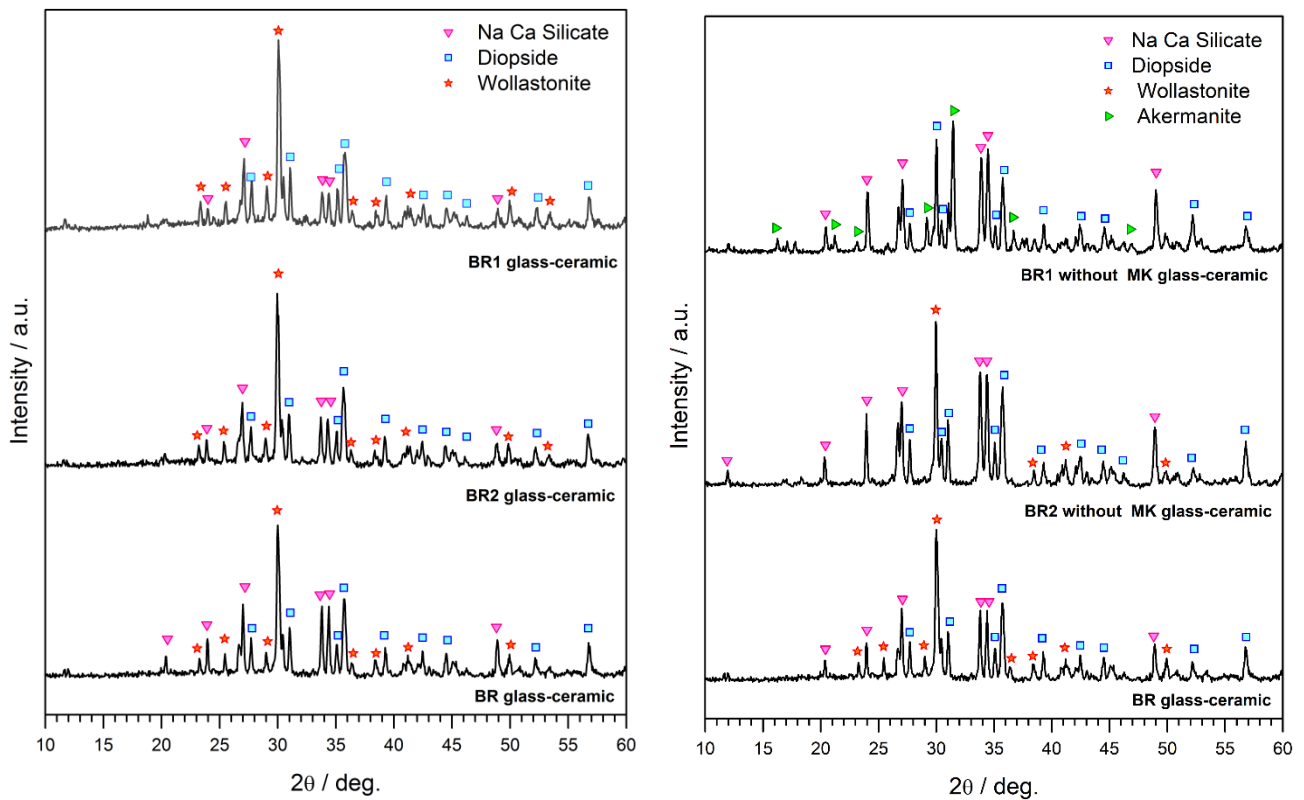 Na Ca Silicate
Diopside
Wollastonite
BR1 glass-ceramic
BR2 glass-ceramic
BR glass-ceramic
Intensity / a.u.
10 15 20 25 30 35 40 45 50 55 60
2θ / deg.
Na Ca Silicate
Diopside
Wollastonite
Akermanite
BR1 without MK glass-ceramic
BR2 without MK glass-ceramic
BR glass-ceramic
Intensity / a.u.
10 15 20 25 30 35 40 45 50 55 60
2θ / deg.